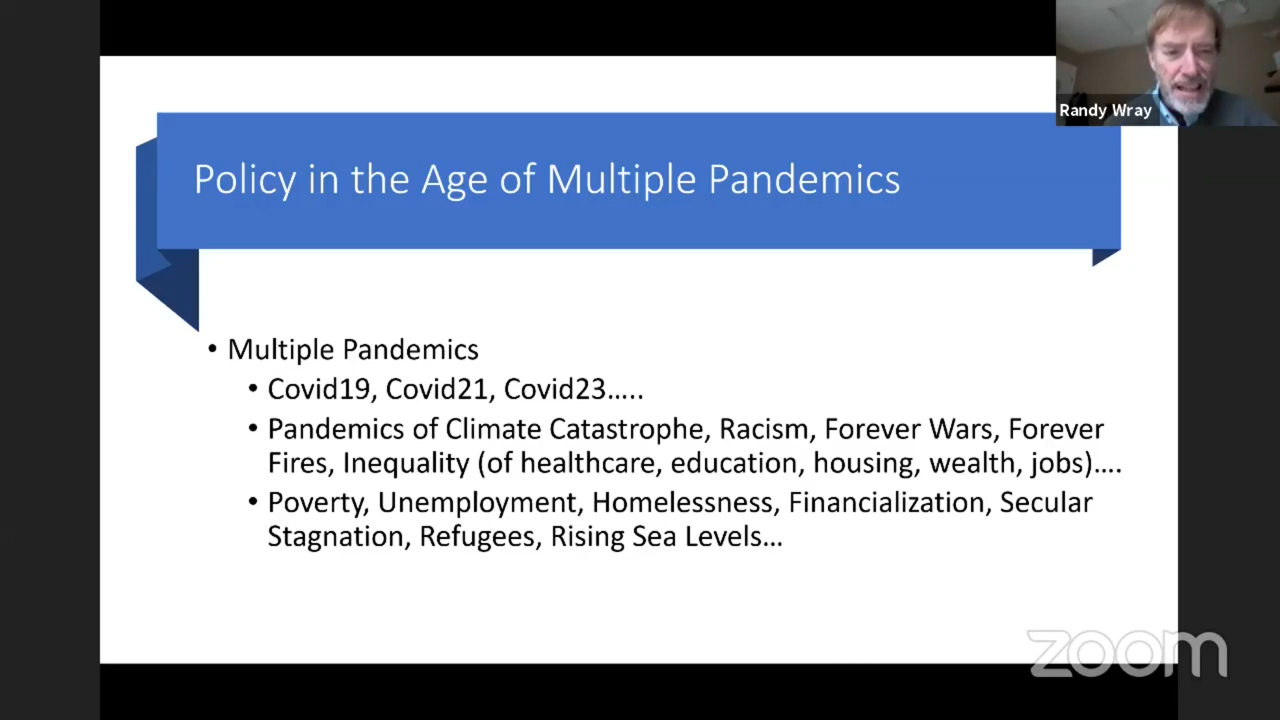 Randy Wray
Policy in the Age of Multiple Pandemics
• Multiple Pandemics
• Covid19, Covid21, Covid23…..
• Pandemics of Climate Catastrophe, Racism, Forever Wars, Forever
Fires, Inequality (of healthcare, education, housing, wealth, jobs)….
• Poverty, Unemployment, Homelessness, Financialization, Secular
Stagnation, Refugees, Rising Sea Levels…
zoom